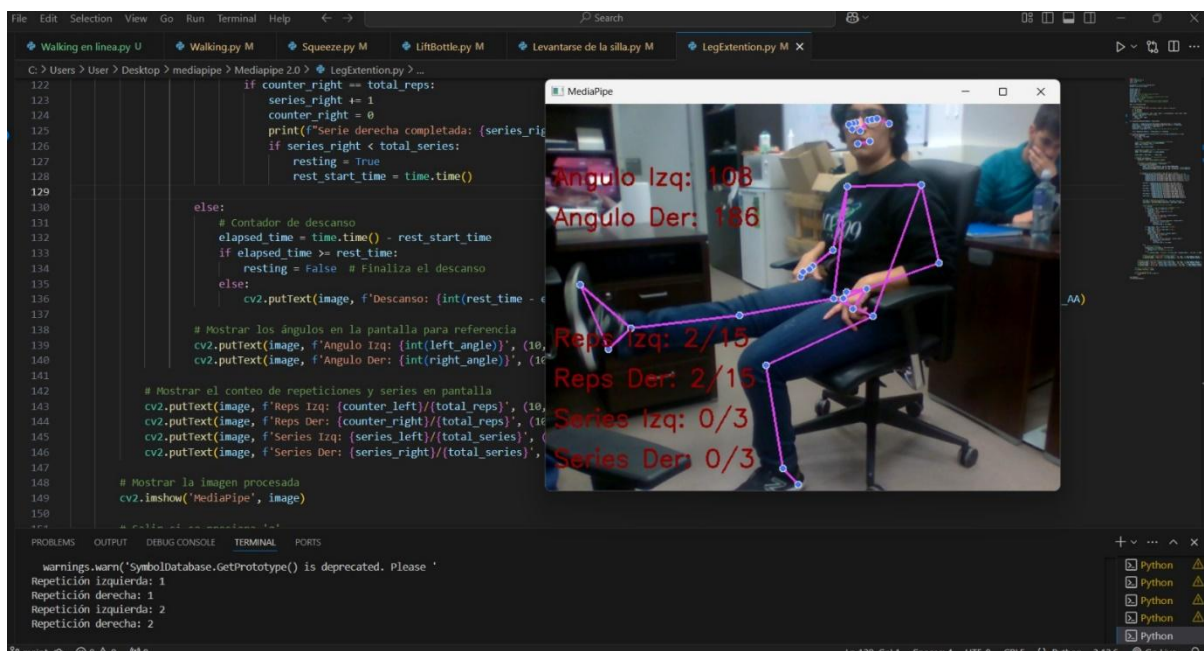 File Edit Selection View Go Run Terminal Help ← → Search
Walking en linea.py U Walking.py M Squeeze.py M LiftBottle.py M Levantarse de la silla.py M LegExtention.py M ×
C: > Users > User > Desktop > mediapipe > Mediapipe 2.0 > LegExtention.py > ...
122 if counter_right == total_reps:
123 series_right += 1
124 counter_right = 0
125 print(f"Serie derecha completada: {series_rig
126 if series_right < total_series:
127 resting = True
128 rest_start_time = time.time()
129
130 else:
131 # Contador de descanso
132 elapsed_time = time.time() - rest_start_time
133 if elapsed_time >= rest_time:
134 resting = False # Finaliza el descanso
135 else:
136 cv2.putText(image, f'Descanso: {int(rest_time - e _AA)
137
138 # Mostrar los ángulos en la pantalla para referencia
139 cv2.putText(image, f'Angulo Izq: {int(left_angle)}', (10,
140 cv2.putText(image, f'Angulo Der: {int(right_angle)}', (10,
141
142 # Mostrar el conteo de repeticiones y series en pantalla
143 cv2.putText(image, f'Reps Izq: {counter_left}/{total_reps}', (10,
144 cv2.putText(image, f'Reps Der: {counter_right}/{total_reps}', (10
145 cv2.putText(image, f'Series Izq: {series_left}/{total_series}', (
146 cv2.putText(image, f'Series Der: {series_right}/{total_series}',
147
148 # Mostrar la imagen procesada
149 cv2.imshow('MediaPipe', image)
150
MediaPipe
Angulo Izq: 108
Angulo Der: 186
Reps Izq: 2/15
Reps Der: 2/15
Series Izq: 0/3
Series Der: 0/3
PROBLEMS OUTPUT DEBUG CONSOLE TERMINAL PORTS
warnings.warn('SymbolDatabase.GetPrototype() is deprecated. Please '
Repetición izquierda: 1
Repetición derecha: 1
Repetición izquierda: 2
Repetición derecha: 2
Python
Python
Python
Python
Python